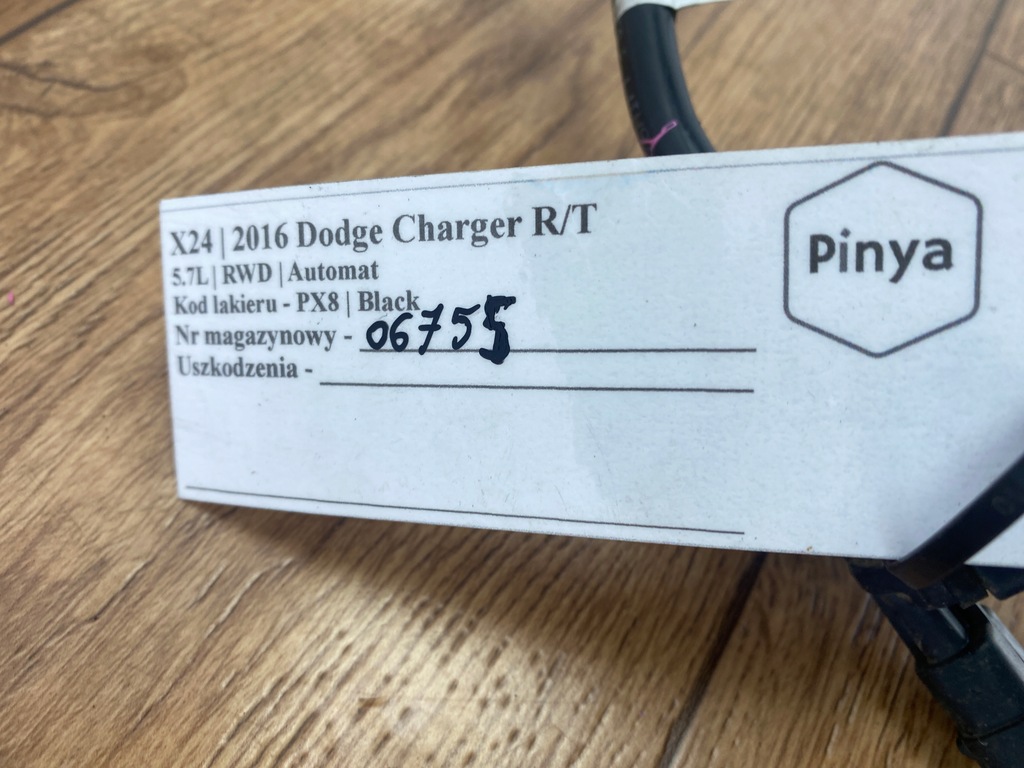 X24 | 2016 Dodge Charger R/T
5.7L | RWD | Automat
Kod lakieru - PX8 | Black
Nr magazynowy - 06755
Uszkodzenia -
Pinya